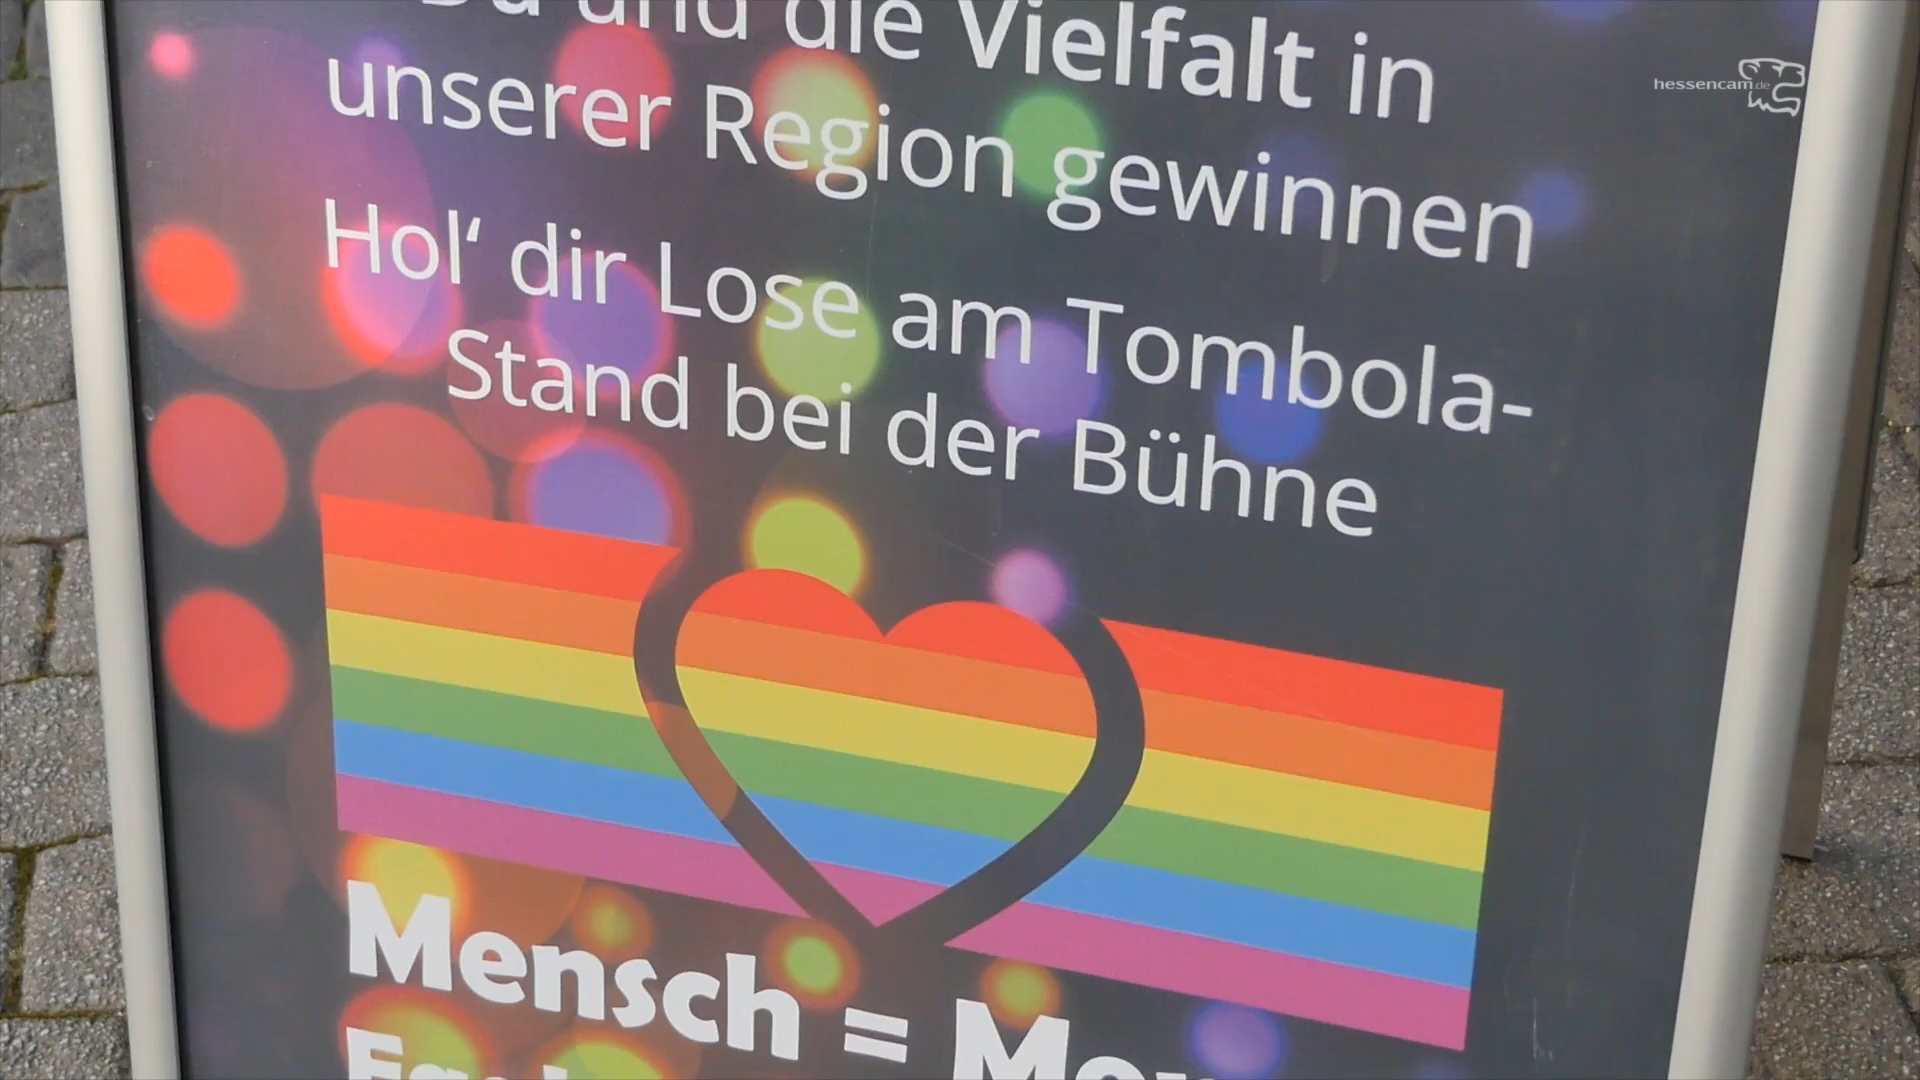 Du und die Vielfalt in
unserer Region gewinnen
Hol‘ dir Lose am Tombola-
Stand bei der Bühne
Mensch =
hessencam.de